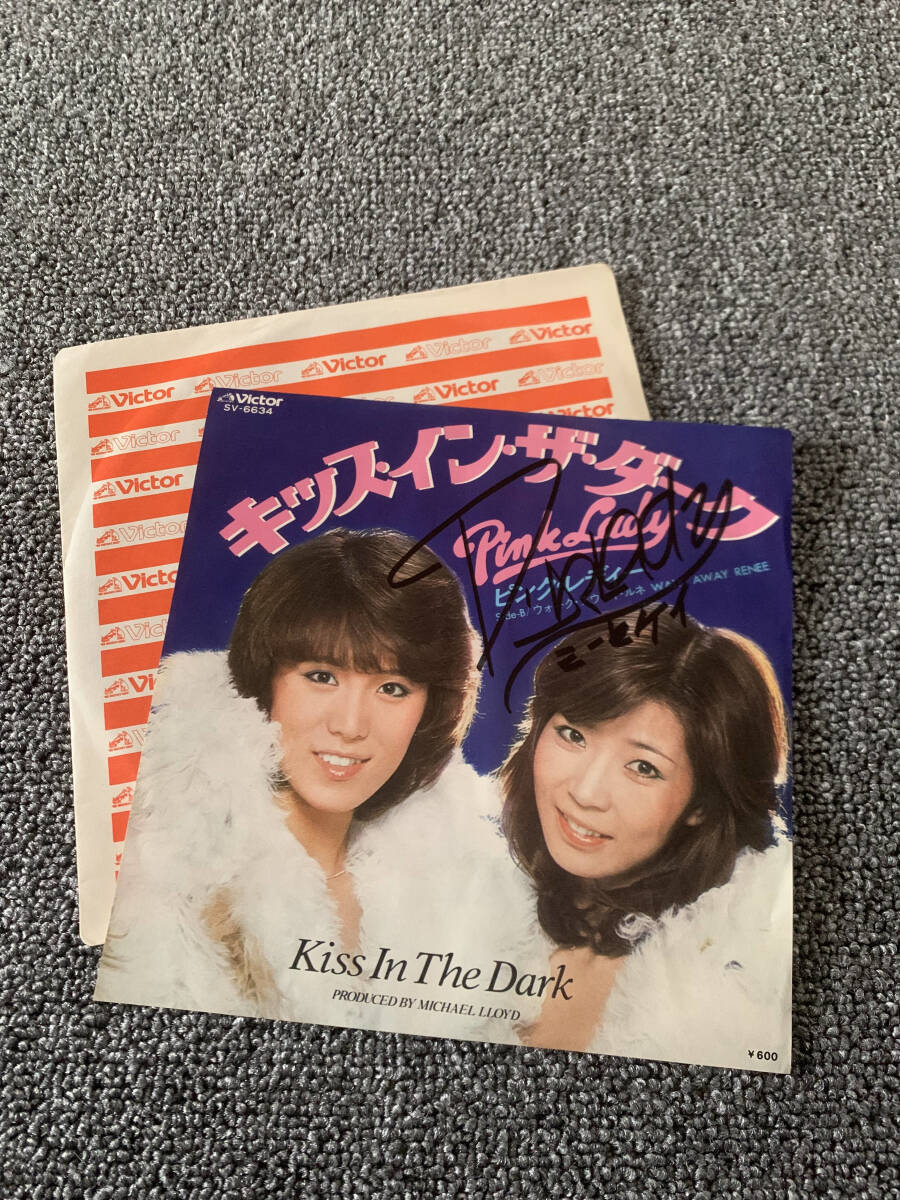 Victor Victor Victor Victor Victor
Victor
Victor
Victor
Victor
SV-6634
キッス・イン・ザ・ダーク
Pink Lady
ピンク・レディー
Side-B/ウォーク・アウェイ・ルネ WALK AWAY RENEE
ミーとケイ
Kiss In The Dark
PRODUCED BY MICHAEL LLOYD
¥600